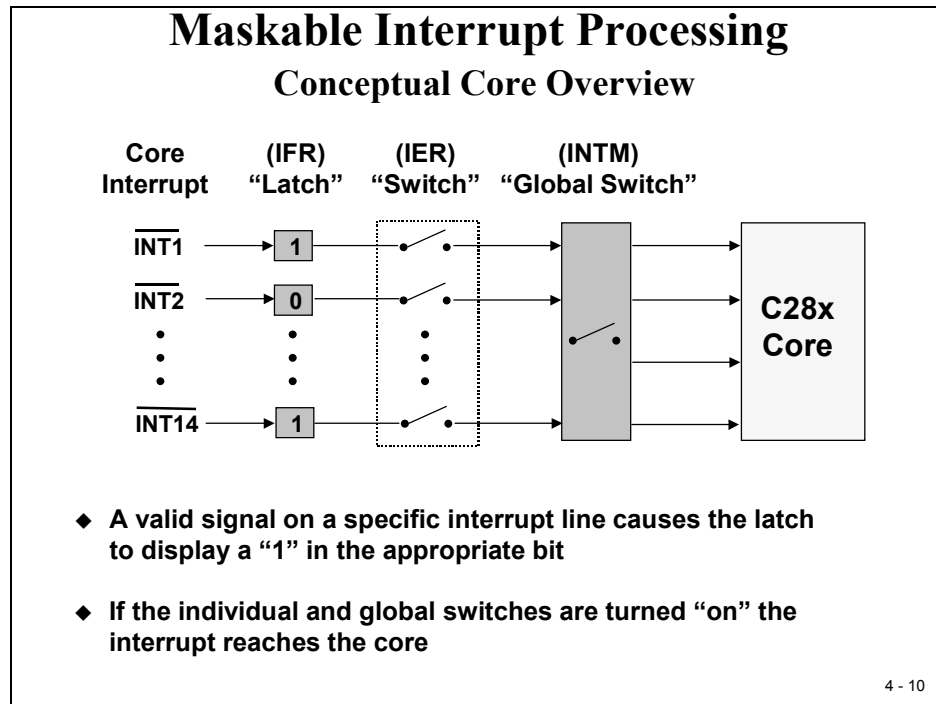 Maskable Interrupt Processing
Conceptual Core Overview
Core (IFR) (IER) (INTM)
Interrupt “Latch” “Switch” “Global Switch”
INT1 1
INT2 0
C28x
Core
INT14 1
◆ A valid signal on a specific interrupt line causes the latch
to display a “1” in the appropriate bit
◆ If the individual and global switches are turned “on” the
interrupt reaches the core
4 - 10